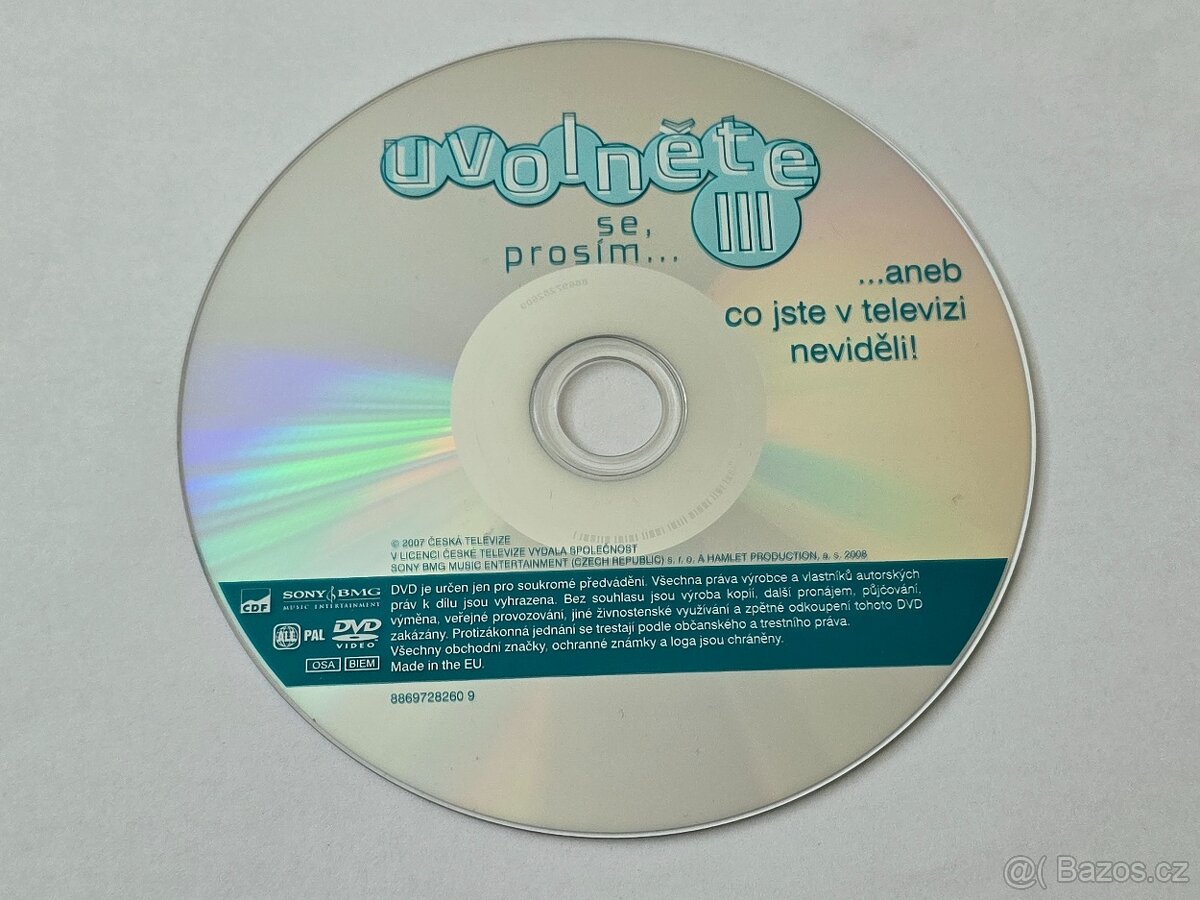 uvolněte
III
se,
prosím...
...aneb
co jste v televizi
neviděli!
© 2007 ČESKÁ TELEVIZE
V LICENCI ČESKÉ TELEVIZE VYDALA SPOLEČNOST
SONY BMG MUSIC ENTERTAINMENT (CZECH REPUBLIC) s. r. o. A HAMLET PRODUCTION, a. s. 2008
CDF
SONY BMG
MUSIC ENTERTAINMENT
ALL PAL DVD
VIDEO
OSA BIEM
DVD je určen jen pro soukromé předvádění. Všechna práva výrobce a vlastníků autorských
práv k dílu jsou vyhrazena. Bez souhlasu jsou výroba kopií, další pronájem, půjčování,
výměna, veřejné provozování, jiné živnostenské využívání a zpětné odkoupení tohoto DVD
zakázány. Protizákonná jednání se trestají podle občanského a trestního práva.
Všechny obchodní značky, ochranné známky a loga jsou chráněny.
Made in the EU.
8869728260 9
@( Bazos.cz